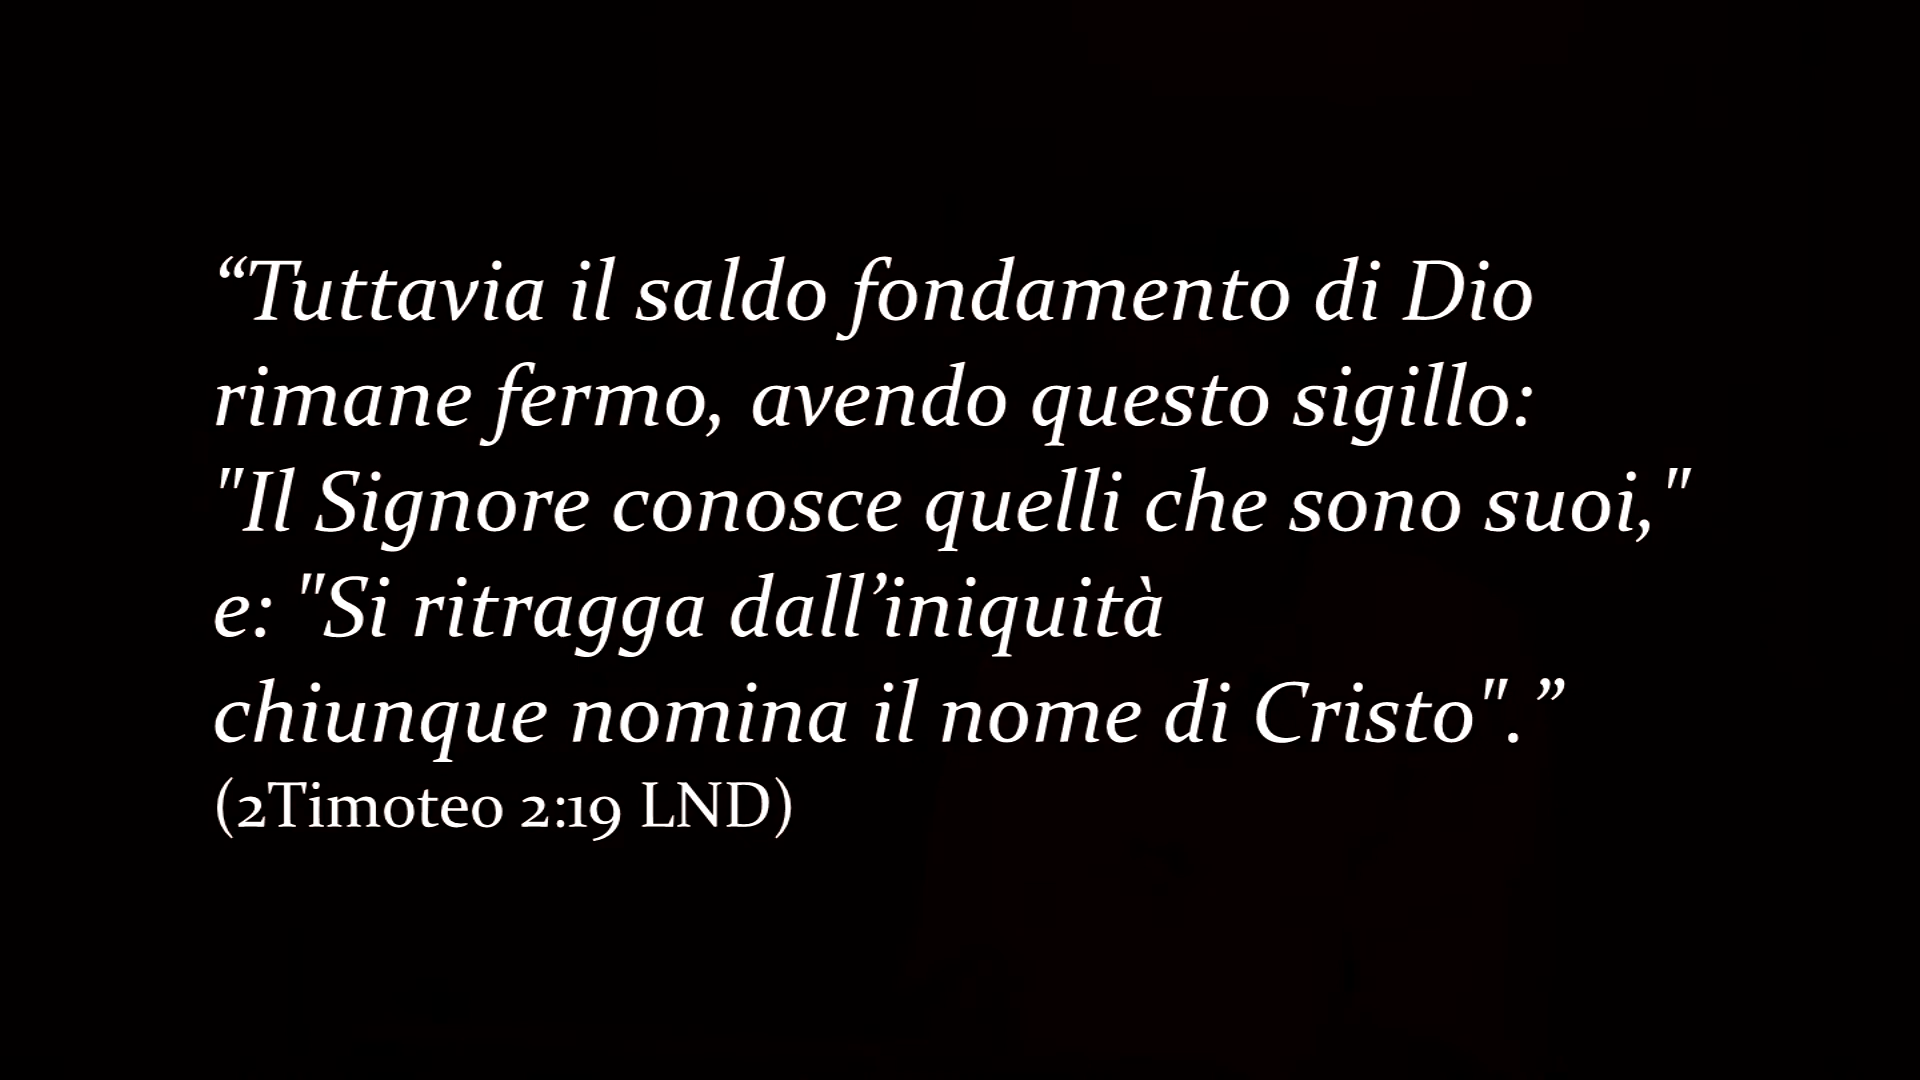 “Tuttavia il saldo fondamento di Dio
rimane fermo, avendo questo sigillo:
"Il Signore conosce quelli che sono suoi,"
e: "Si ritragga dall’iniquità
chiunque nomina il nome di Cristo".”
(2Timoteo 2:19 LND)